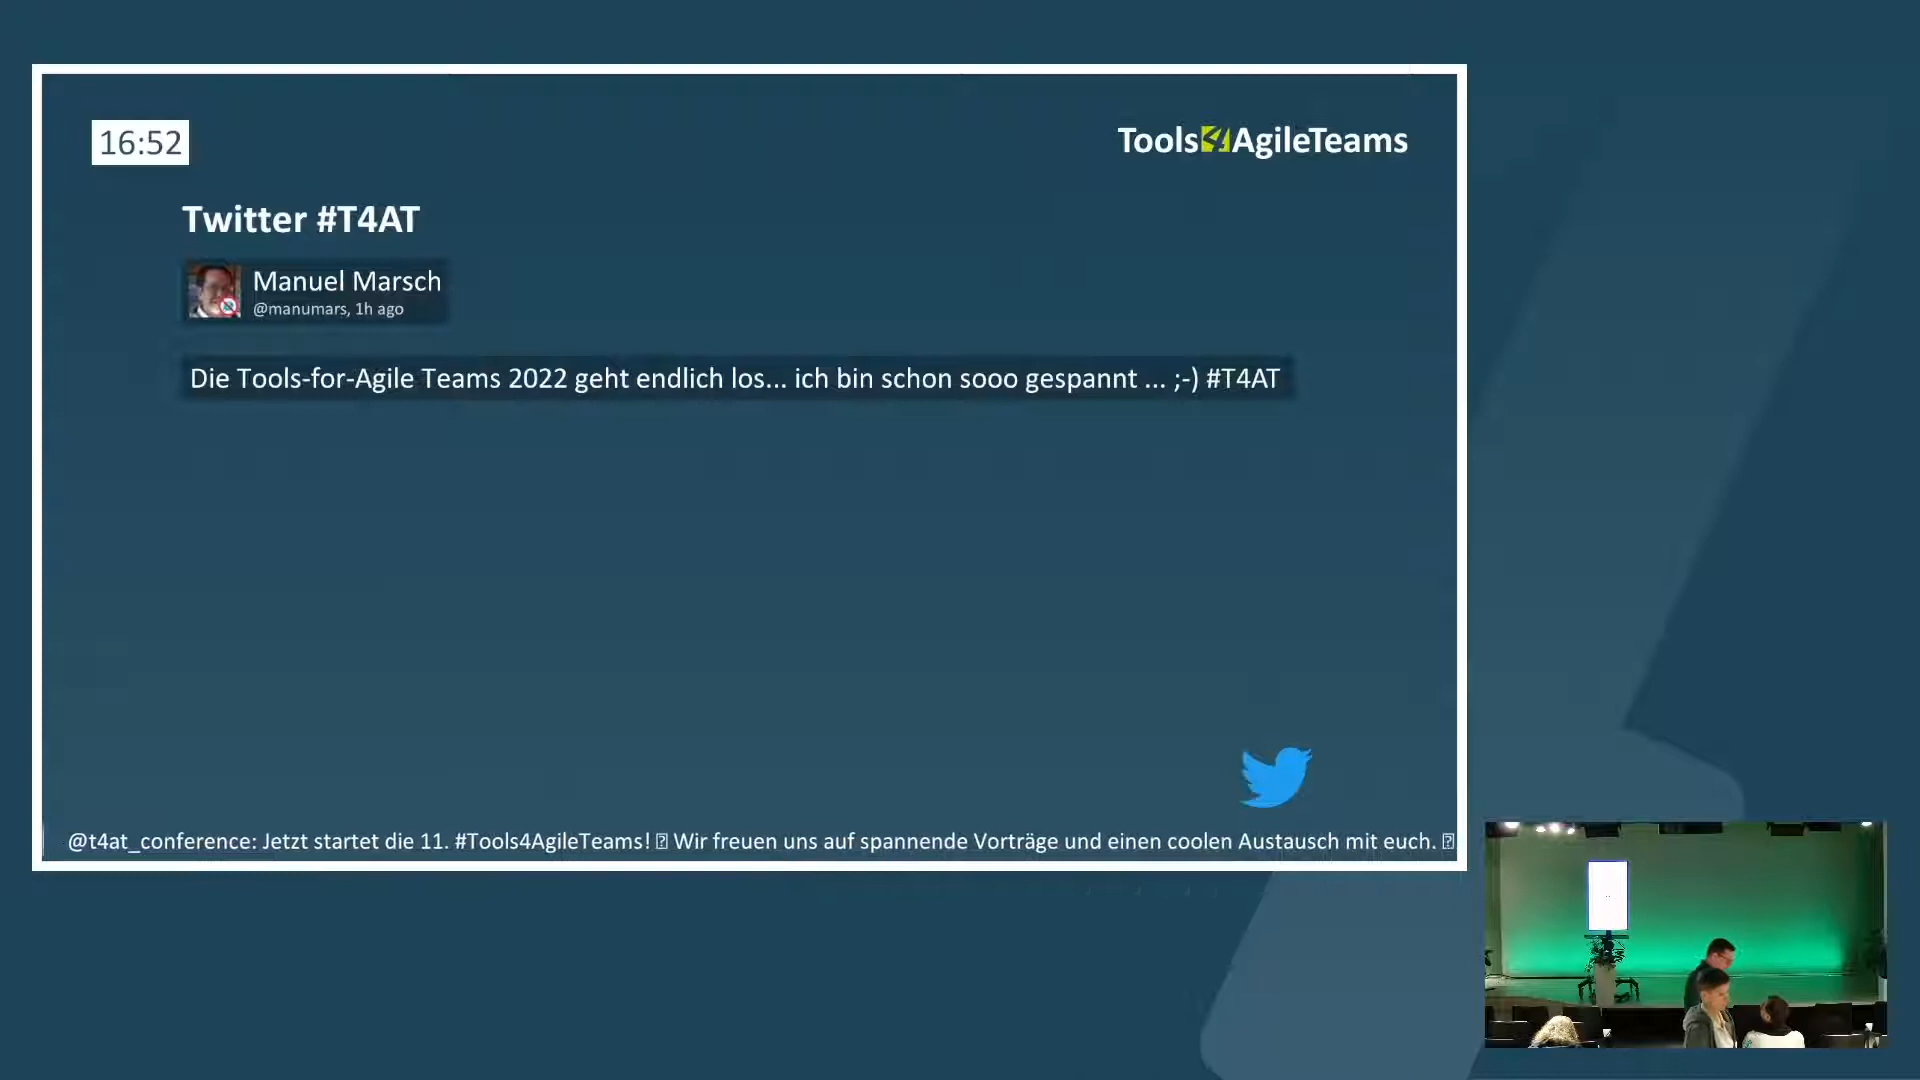 16:52
Tools4AgileTeams
Twitter #T4AT
Manuel Marsch
@manumars, 1h ago
Die Tools-for-Agile Teams 2022 geht endlich los... ich bin schon sooo gespannt ... ;-) #T4AT
@t4at_conference: Jetzt startet die 11. #Tools4AgileTeams! Wir freuen uns auf spannende Vorträge und einen coolen Austausch mit euch.